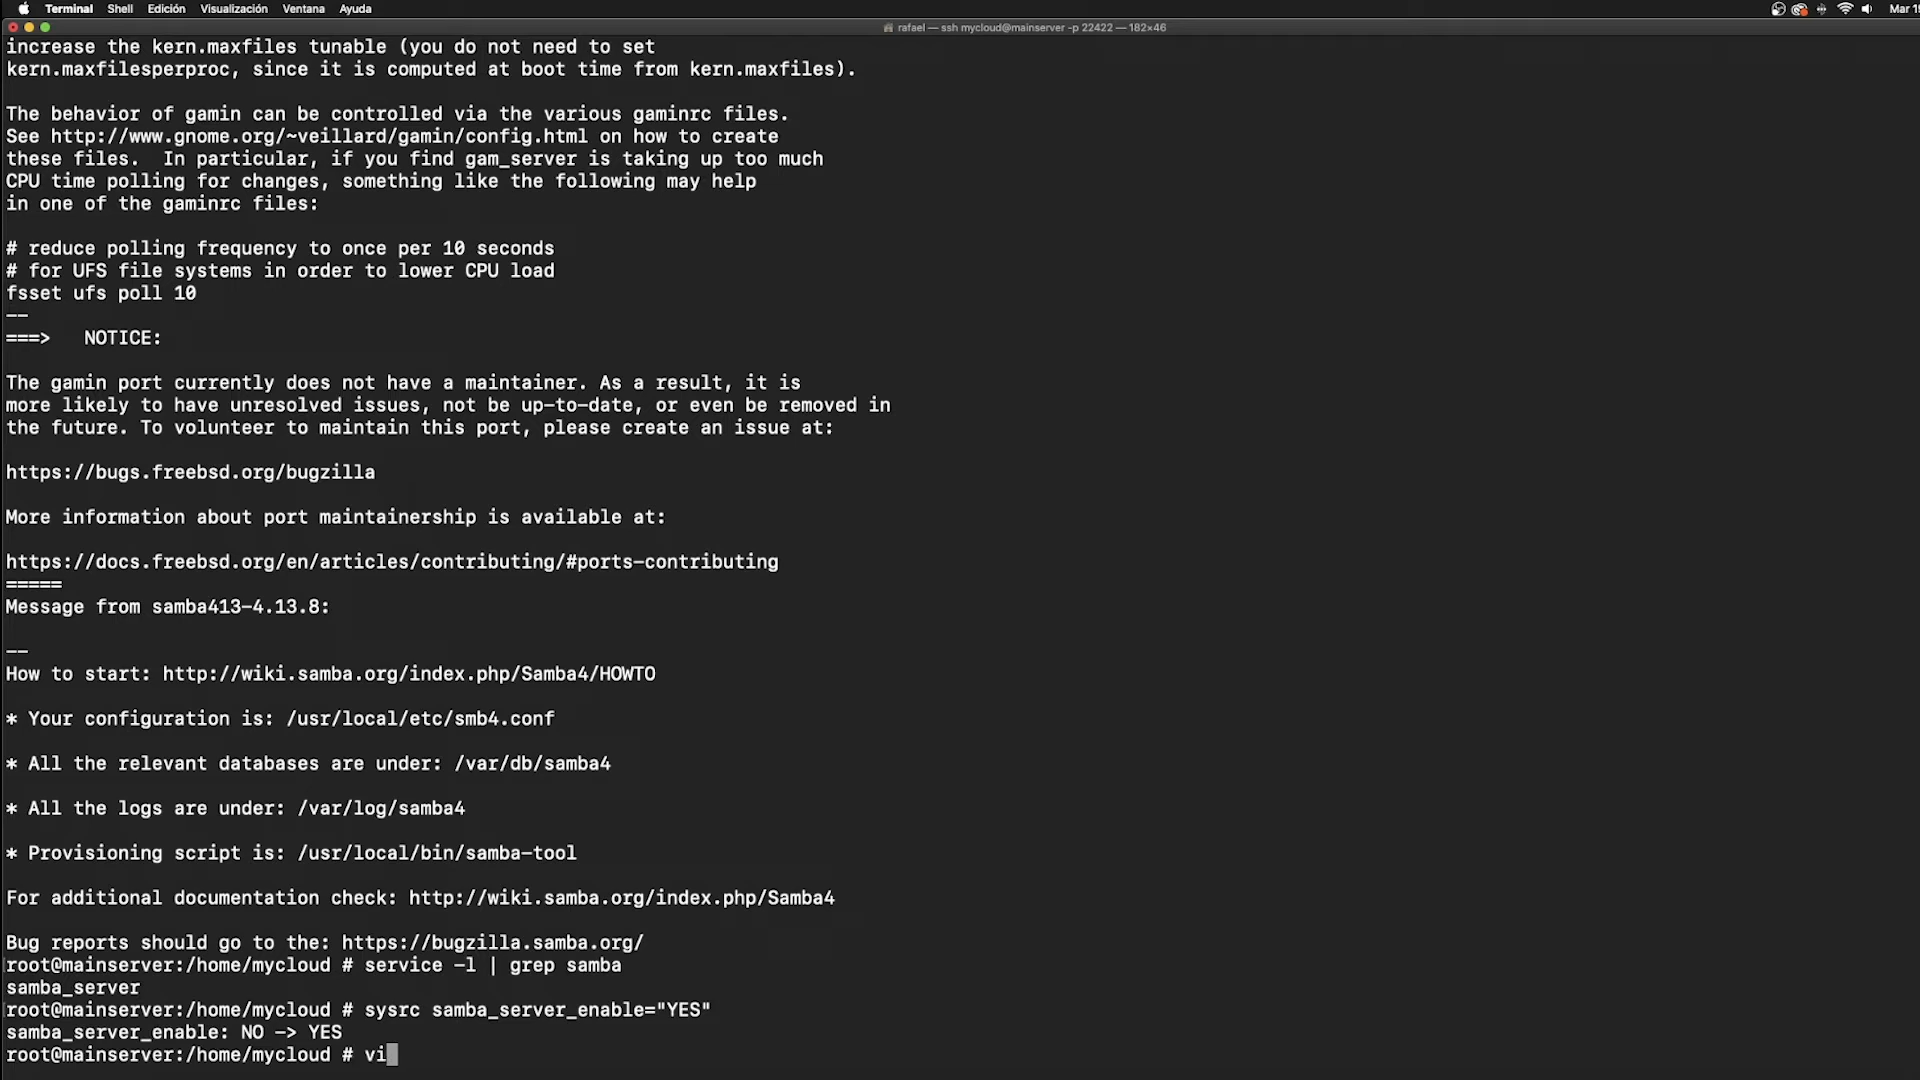 Terminal Shell Edición Visualización Ventana Ayuda
rafael — ssh mycloud@mainserver -p 22422 — 182×46
increase the kern.maxfiles tunable (you do not need to set
kern.maxfilesperproc, since it is computed at boot time from kern.maxfiles).
The behavior of gamin can be controlled via the various gaminrc files.
See http://www.gnome.org/~veillard/gamin/config.html on how to create
these files.  In particular, if you find gam_server is taking up too much
CPU time polling for changes, something like the following may help
in one of the gaminrc files:
# reduce polling frequency to once per 10 seconds
# for UFS file systems in order to lower CPU load
fsset ufs poll 10
--
===>   NOTICE:
The gamin port currently does not have a maintainer. As a result, it is
more likely to have unresolved issues, not be up-to-date, or even be removed in
the future. To volunteer to maintain this port, please create an issue at:
https://bugs.freebsd.org/bugzilla
More information about port maintainership is available at:
https://docs.freebsd.org/en/articles/contributing/#ports-contributing
=====
Message from samba413-4.13.8:
--
How to start: http://wiki.samba.org/index.php/Samba4/HOWTO
* Your configuration is: /usr/local/etc/smb4.conf
* All the relevant databases are under: /var/db/samba4
* All the logs are under: /var/log/samba4
* Provisioning script is: /usr/local/bin/samba-tool
For additional documentation check: http://wiki.samba.org/index.php/Samba4
Bug reports should go to the: https://bugzilla.samba.org/
root@mainserver:/home/mycloud # service -l | grep samba
samba_server
root@mainserver:/home/mycloud # sysrc samba_server_enable="YES"
samba_server_enable: NO -> YES
root@mainserver:/home/mycloud # vi